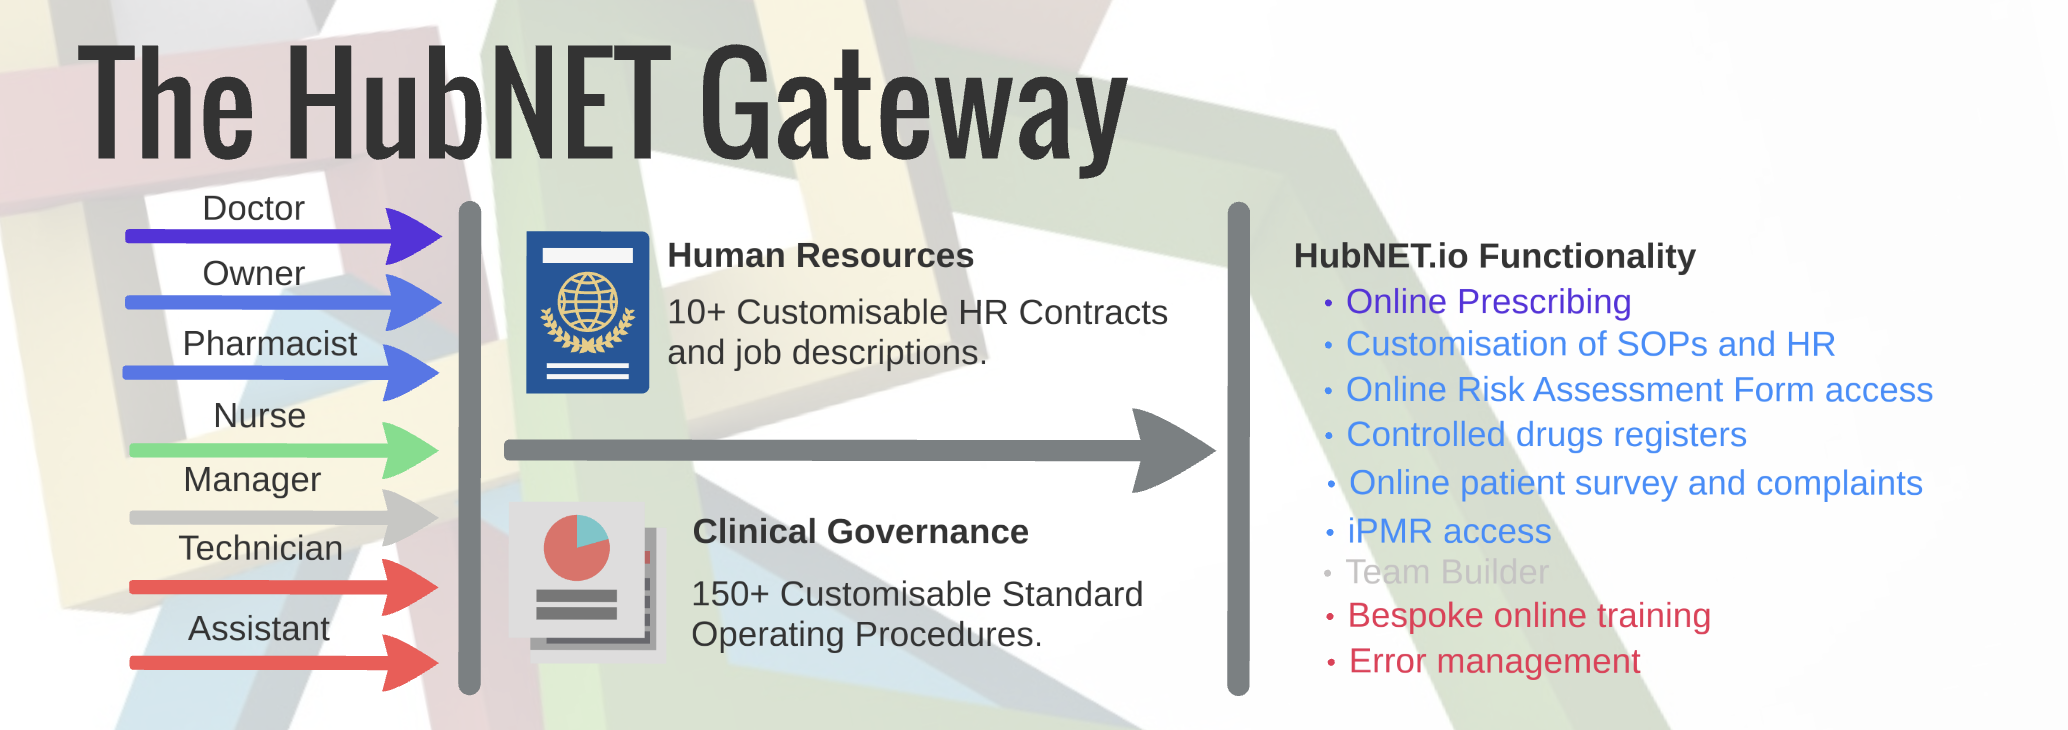 The HubNET Gateway
Doctor
Owner
Pharmacist
Nurse
Manager
Technician
Assistant
Human Resources
10+ Customisable HR Contracts
and job descriptions.
Clinical Governance
150+ Customisable Standard
Operating Procedures.
HubNET.io Functionality
• Online Prescribing
• Customisation of SOPs and HR
• Online Risk Assessment Form access
• Controlled drugs registers
• Online patient survey and complaints
• iPMR access
• Team Builder
• Bespoke online training
• Error management